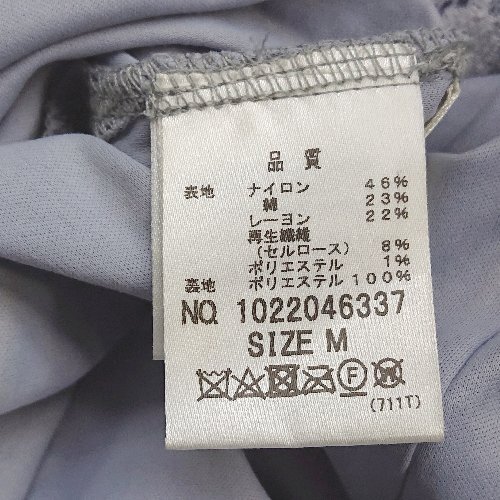 品質
表地 ナイロン 46%
綿 23%
レーヨン 22%
再生繊維
(セルロース) 8%
ポリエステル 1%
裏地 ポリエステル 100%
NO. 1022046337
SIZE M
F W
(711T)